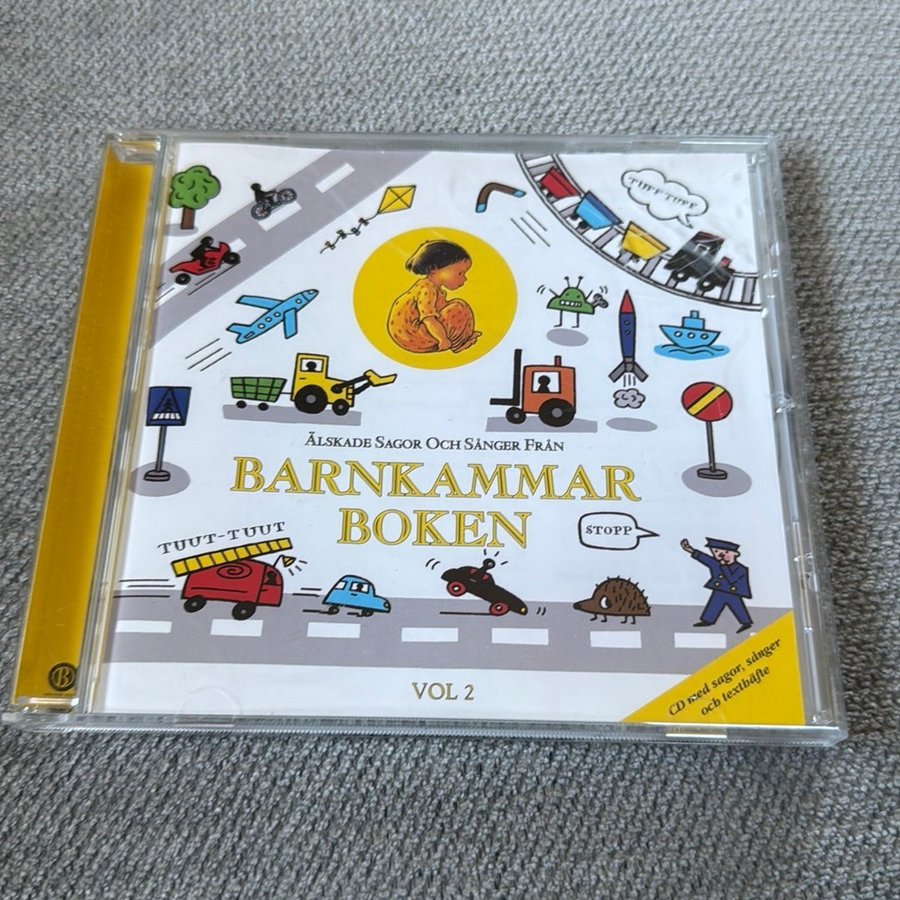 TUFF TUFF
ÄLSKADE SAGOR OCH SÅNGER FRÅN
BARNKAMMAR
BOKEN
TUUT-TUUT
STOPP
CD med sagor, sånger
och texthäfte
VOL 2
B